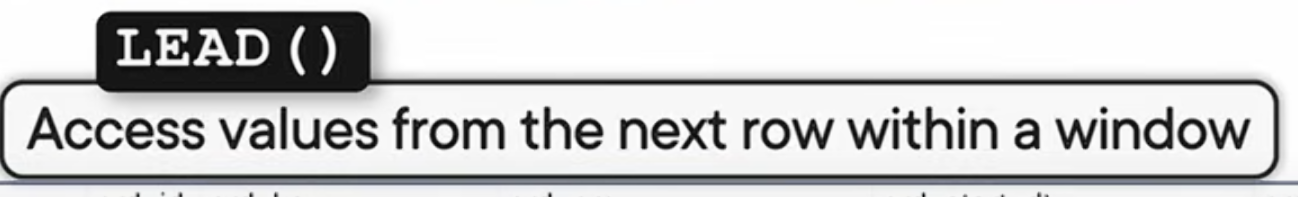 LEAD ()
Access values from the next row within a window